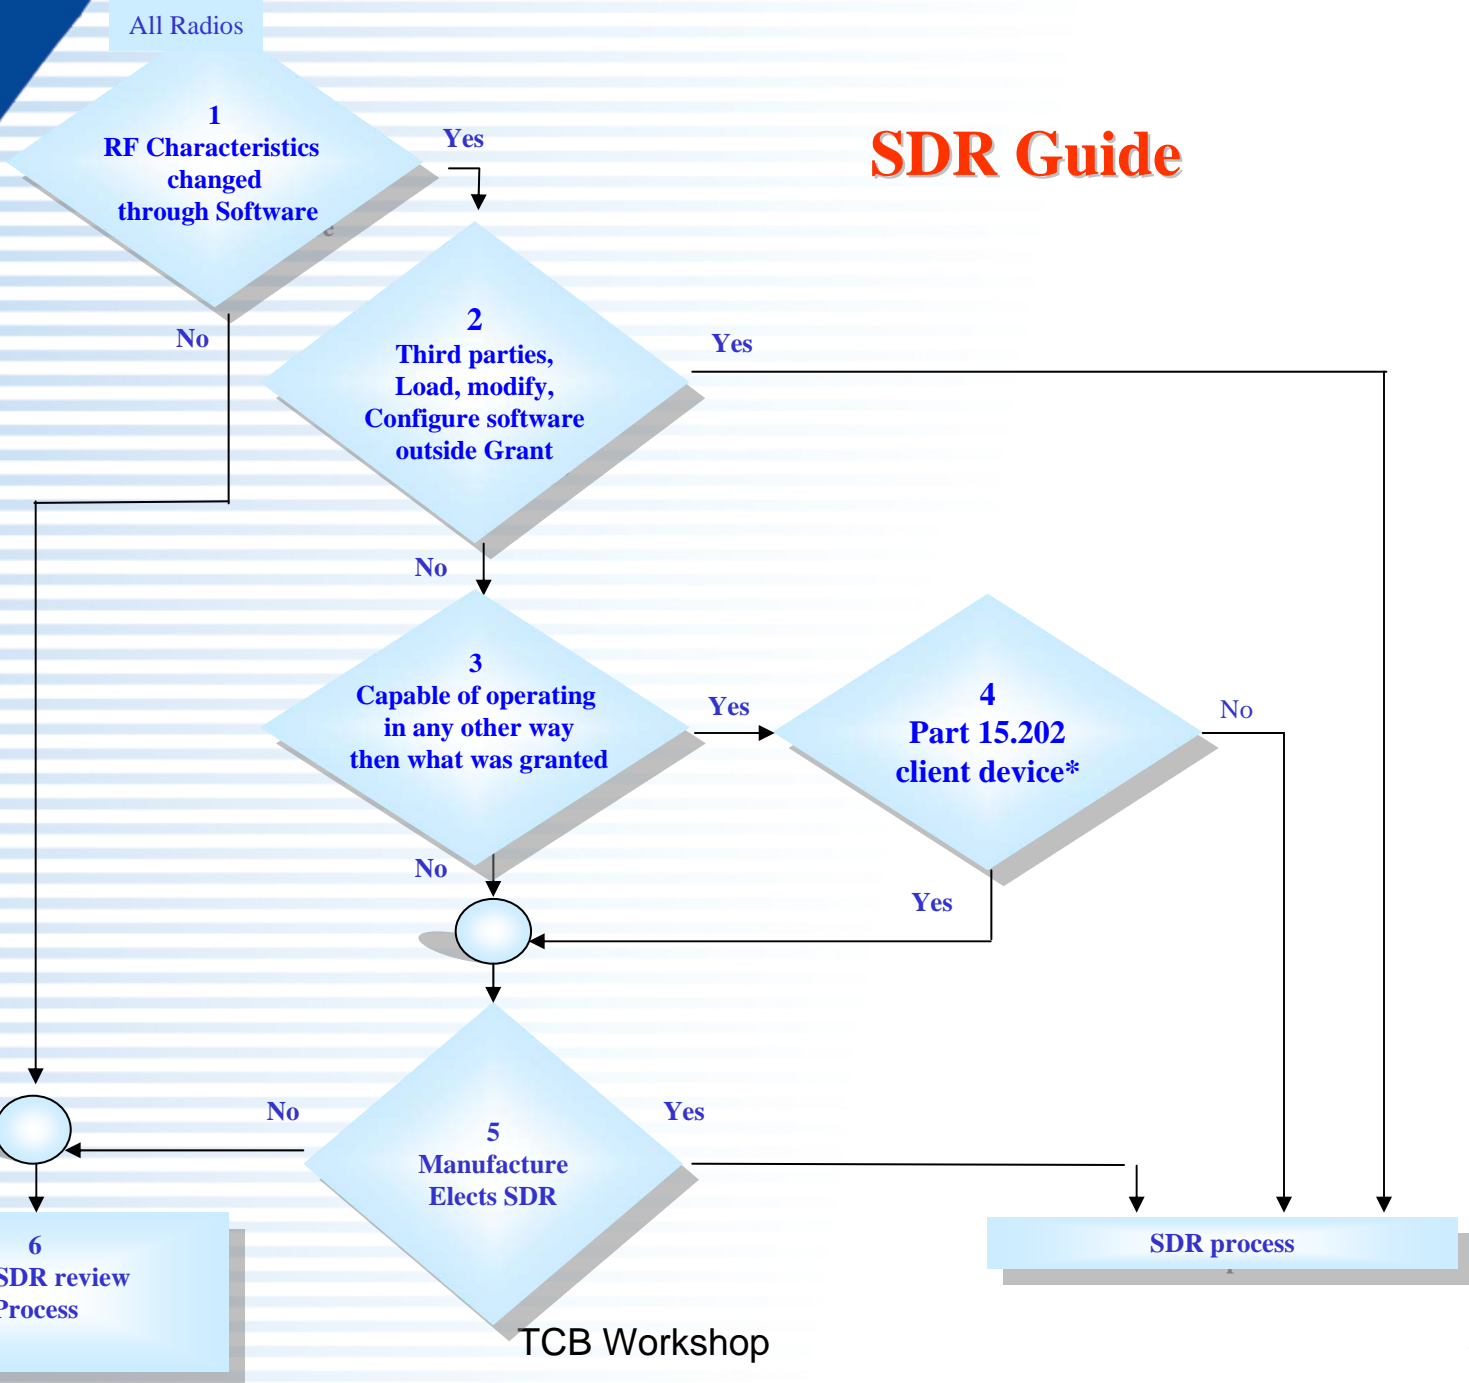 All Radios
1
RF Characteristics
changed
through Software
Yes
SDR Guide
No
2
Third parties,
Load, modify,
Configure software
outside Grant
Yes
No
3
Capable of operating
in any other way
then what was granted
Yes
4
Part 15.202
client device*
No
No
Yes
5
Manufacture
Elects SDR
No
Yes
6
SDR review
Process
SDR process
TCB Workshop